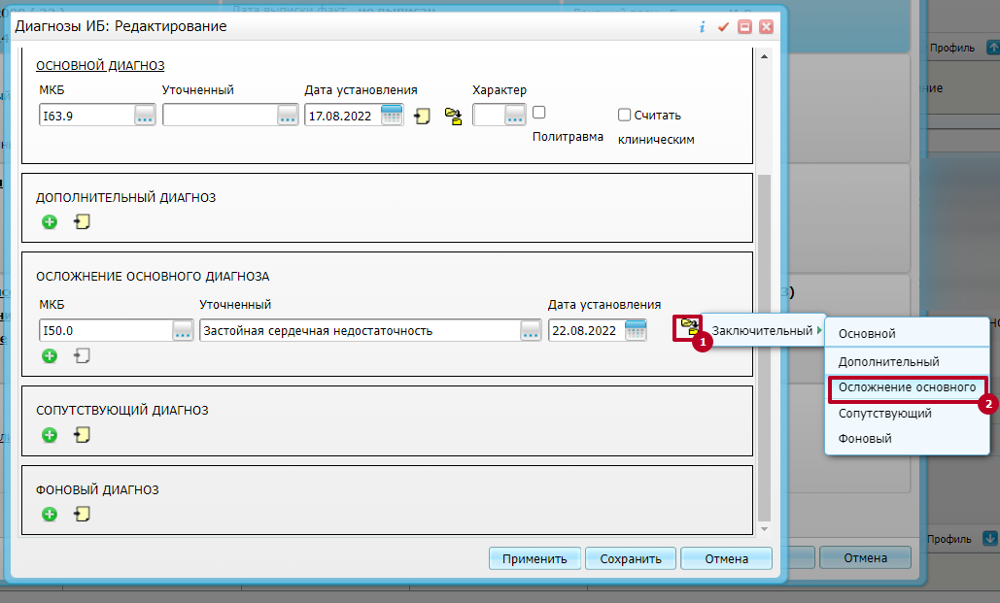 Диагнозы ИБ: Редактирование
ОСНОВНОЙ ДИАГНОЗ
МКБ Уточненный Дата установления Характер
I63.9 17.08.2022
Политравма
Считать клиническим
ДОПОЛНИТЕЛЬНЫЙ ДИАГНОЗ
ОСЛОЖНЕНИЕ ОСНОВНОГО ДИАГНОЗА
МКБ Уточненный Дата установления
I50.0 Застойная сердечная недостаточность 22.08.2022
1
Заключительный
Основной
Дополнительный
Осложнение основного
2
Сопутствующий
Фоновый
СОПУТСТВУЮЩИЙ ДИАГНОЗ
ФОНОВЫЙ ДИАГНОЗ
Применить Сохранить Отмена
Отмена
Профиль
Профиль